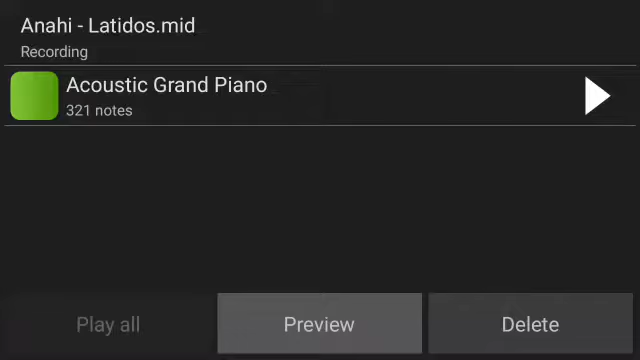 Anahi - Latidos.mid
Recording
Acoustic Grand Piano
321 notes
Play all
Preview
Delete